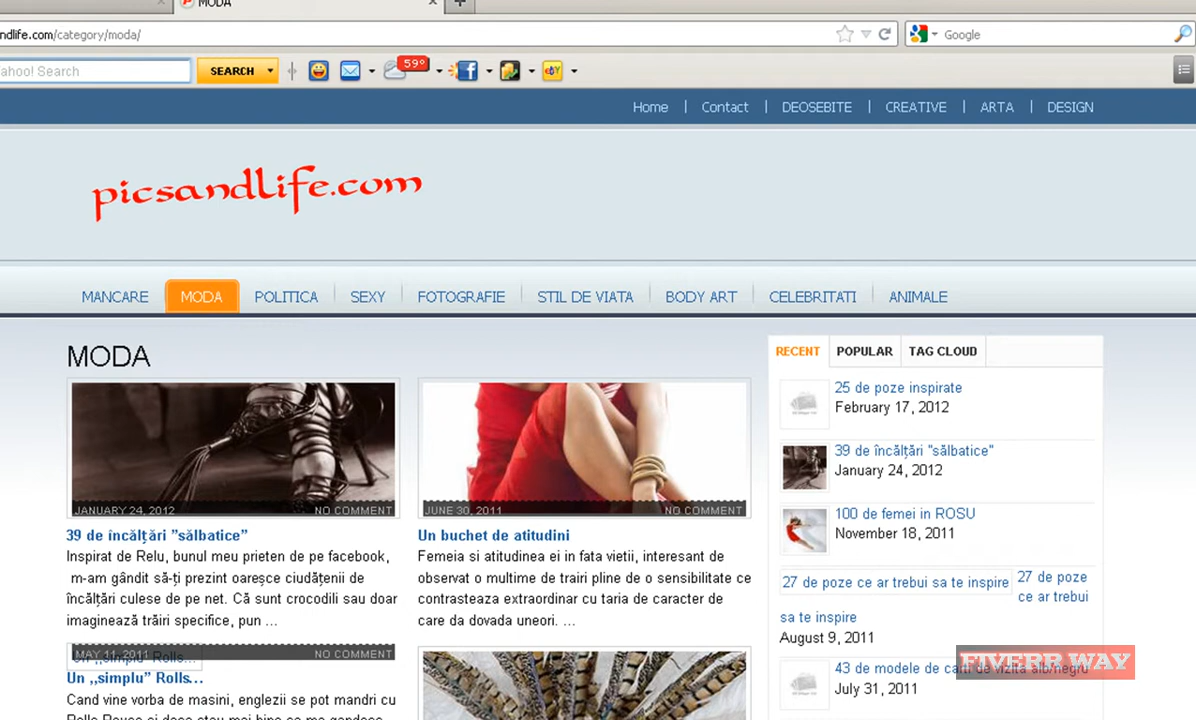 MODA
ndlife.com/category/moda/
Google
ahoo! Search
SEARCH
59°
Home | Contact | DEOSEBITE | CREATIVE | ARTA | DESIGN
picsandlife.com
MANCARE
MODA
POLITICA
SEXY
FOTOGRAFIE
STIL DE VIATA
BODY ART
CELEBRITATI
ANIMALE
MODA
JANUARY 24, 2012
NO COMMENT
39 de încălțări ”sălbatice”
Inspirat de Relu, bunul meu prieten de pe facebook,
m-am gândit să-ți prezint oareșce ciudățenii de
încălțări culese de pe net. Că sunt crocodili sau doar
imaginează trăiri specifice, pun ...
MAY 11, 2011
NO COMMENT
Un ,,simplu” Rolls...
Un ,,simplu” Rolls...
Cand vine vorba de masini, englezii se pot mandri cu
JUNE 30, 2011
NO COMMENT
Un buchet de atitudini
Femeia si atitudinea ei in fata vietii, interesant de
observat o multime de trairi pline de o sensibilitate ce
contrasteaza extraordinar cu taria de caracter de
care da dovada uneori. ...
RECENT
POPULAR
TAG CLOUD
25 de poze inspirate
February 17, 2012
39 de încălțări "sălbatice"
January 24, 2012
100 de femei in ROSU
November 18, 2011
27 de poze ce ar trebui sa te inspire
27 de poze
ce ar trebui
sa te inspire
August 9, 2011
43 de modele de carti de vizita alb/negru
July 31, 2011
FIVERR WAY